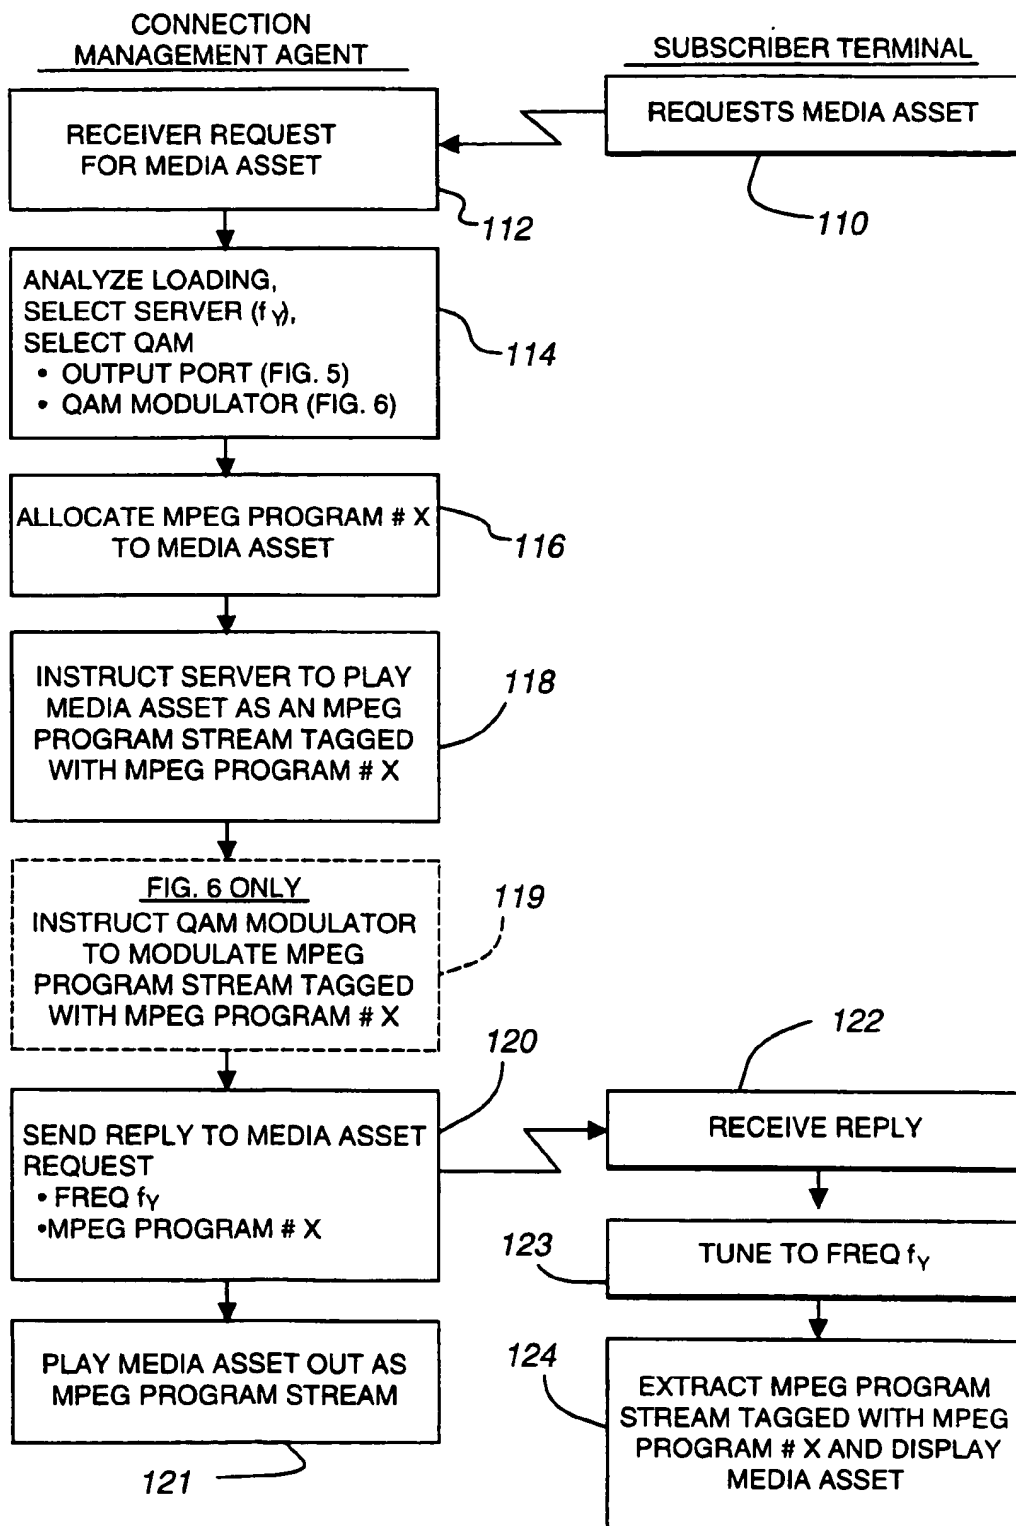 CONNECTION
MANAGEMENT AGENT
SUBSCRIBER TERMINAL
REQUESTS MEDIA ASSET
110
RECEIVER REQUEST
FOR MEDIA ASSET
112
ANALYZE LOADING,
SELECT SERVER (fY),
SELECT QAM
• OUTPUT PORT (FIG. 5)
• QAM MODULATOR (FIG. 6)
114
ALLOCATE MPEG PROGRAM # X
TO MEDIA ASSET
116
INSTRUCT SERVER TO PLAY
MEDIA ASSET AS AN MPEG
PROGRAM STREAM TAGGED
WITH MPEG PROGRAM # X
118
FIG. 6 ONLY
INSTRUCT QAM MODULATOR
TO MODULATE MPEG
PROGRAM STREAM TAGGED
WITH MPEG PROGRAM # X
119
SEND REPLY TO MEDIA ASSET
REQUEST
• FREQ fY
•MPEG PROGRAM # X
120
PLAY MEDIA ASSET OUT AS
MPEG PROGRAM STREAM
121
122
RECEIVE REPLY
123
TUNE TO FREQ fY
124
EXTRACT MPEG PROGRAM
STREAM TAGGED WITH MPEG
PROGRAM # X AND DISPLAY
MEDIA ASSET